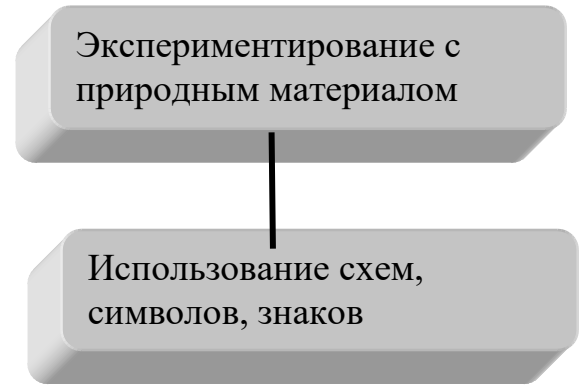 Экспериментирование с
природным материалом
Использование схем,
символов, знаков